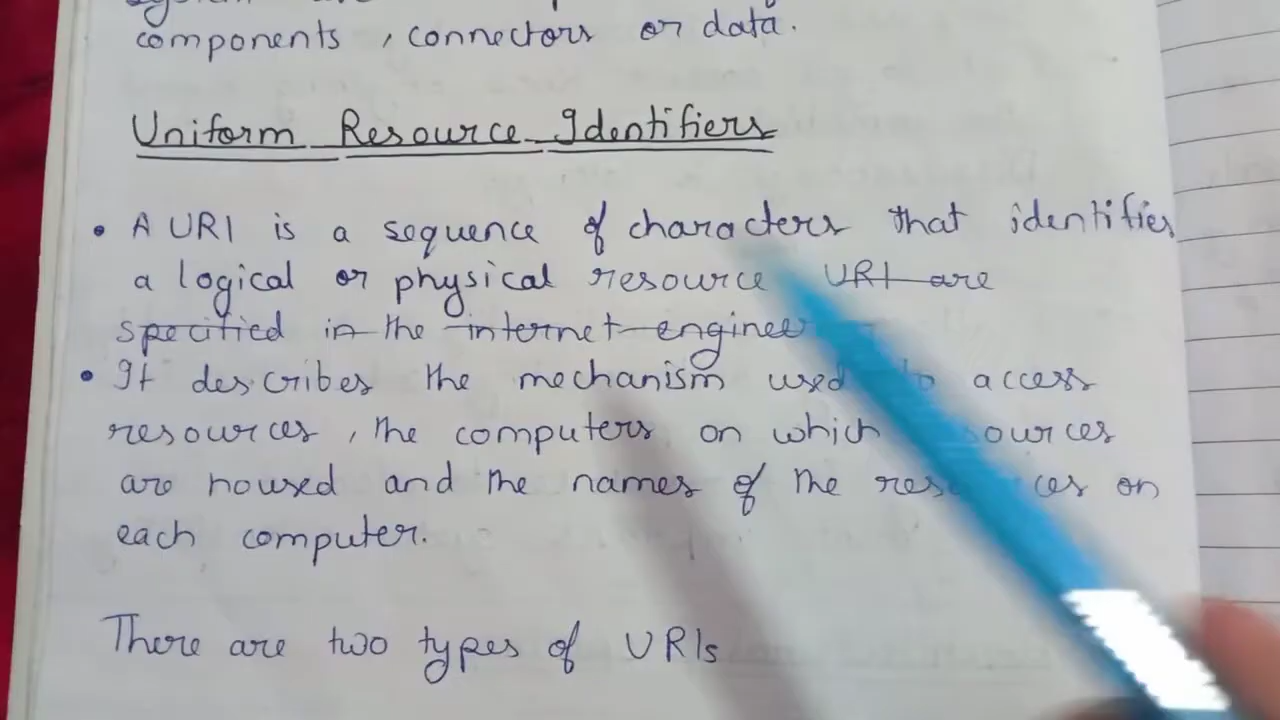 components, connectors or data.
Uniform Resource Identifiers
• A URI is a sequence of characters that identifies
a logical or physical resource URI are
specified in the internet engineer
• It describes the mechanism used to access
resources, the computers on which
are housed and the names of the resources on
each computer.
There are two types of URIs